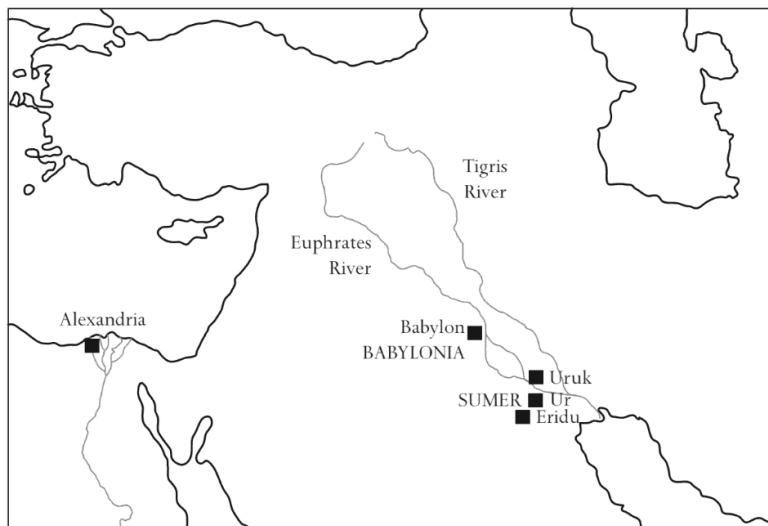 Tigris
River
Euphrates
River
Alexandria
Babylon
BABYLONIA
Uruk
SUMER Ur
Eridu